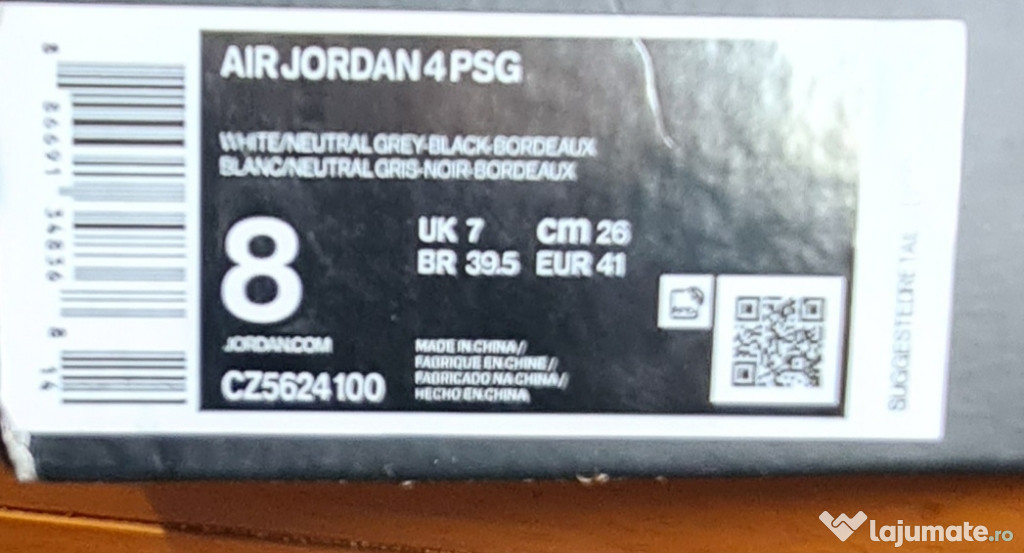 AIR JORDAN 4 PSG
WHITE/NEUTRAL GREY-BLACK-BORDEAUX
BLANC/NEUTRAL GRIS-NOIR-BORDEAUX
8
UK 7 cm 26
BR 39.5 EUR 41
JORDAN.COM
CZ5624100
MADE IN CHINA/
FABRIQUE EN CHINE/
FABRICADO NA CHINA/
HECHO EN CHINA
SUGGESTED RETAIL
lajumate.ro